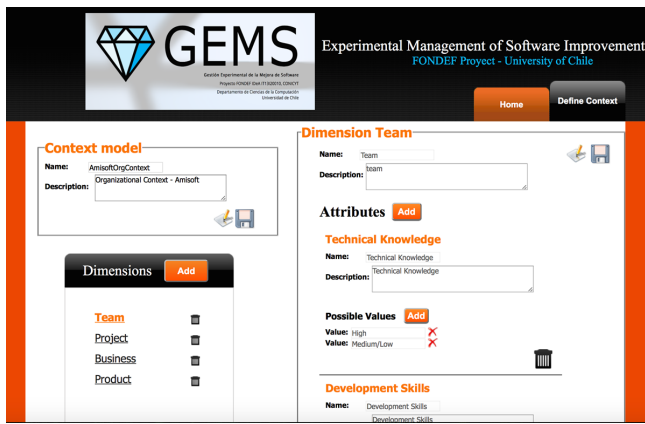 GEMS
Gestión Experimental de la Mejora de Software
Proyecto FONDEF IDeA IT13I20010, CONICYT
Departamento de Ciencias de la Computación
Universidad de Chile
Experimental Management of Software Improvement
FONDEF Proyect - University of Chile
Home
Define Context
Context model
Name: AmisoftOrgContext
Description: Organizational Context - Amisoft
Dimensions Add
Team
Project
Business
Product
Dimension Team
Name: Team
Description: team
Attributes Add
Technical Knowledge
Name: Technical Knowledge
Description: Technical Knowledge
Possible Values Add
Value: High
Value: Medium/Low
Development Skills
Name: Development Skills
Development Skills